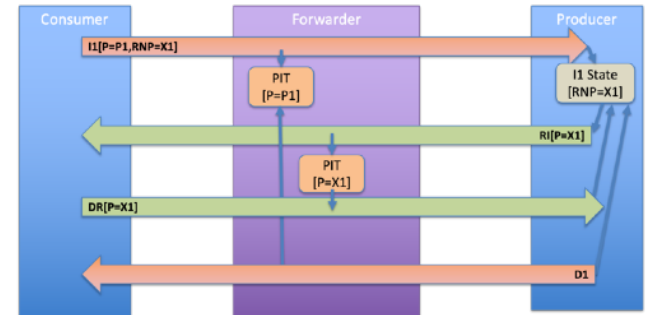 Consumer
Forwarder
Producer
I1[P=P1,RNP=X1]
PIT
[P=P1]
I1 State
[RNP=X1]
RI[P=X1]
PIT
[P=X1]
DR[P=X1]
D1